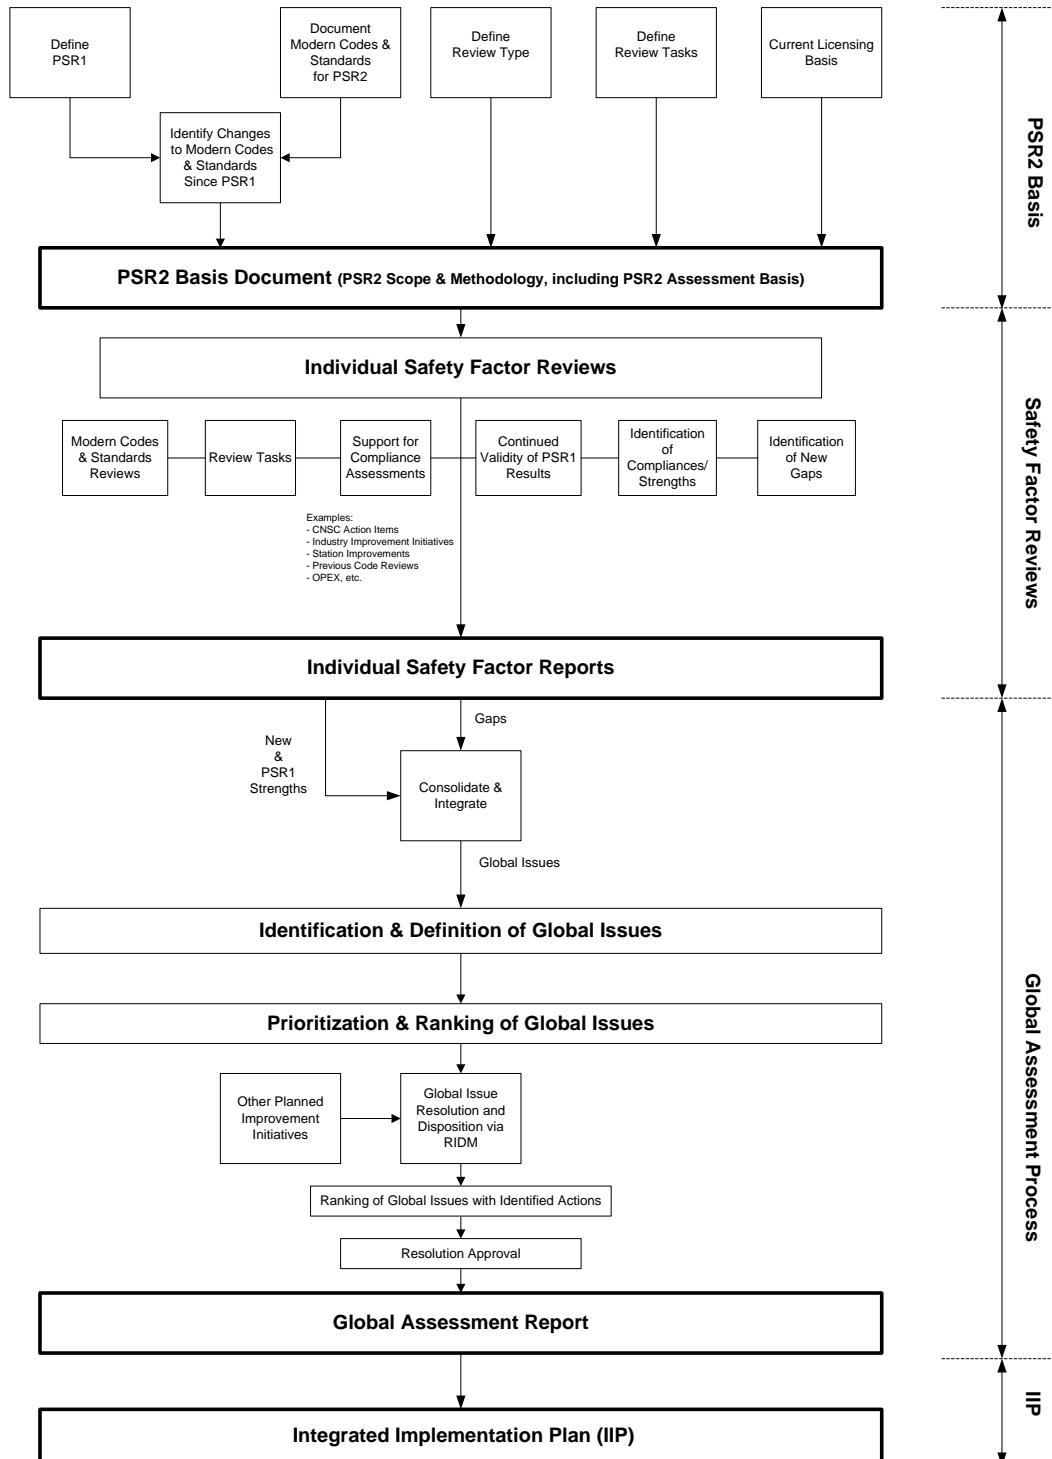 Define
PSR1
Document
Modern Codes &
Standards
for PSR2
Define
Review Type
Define
Review Tasks
Current Licensing
Basis
Identify Changes
to Modern Codes
& Standards
Since PSR1
PSR2 Basis
PSR2 Basis Document (PSR2 Scope & Methodology, including PSR2 Assessment Basis)
Individual Safety Factor Reviews
Modern Codes
& Standards
Reviews
Review Tasks
Support for
Compliance
Assessments
Continued
Validity of PSR1
Results
Identification
of
Compliances/
Strengths
Identification
of New
Gaps
Examples:
- CNSC Action Items
- Industry Improvement Initiatives
- Station Improvements
- Previous Code Reviews
- OPEX, etc.
Safety Factor Reviews
Individual Safety Factor Reports
Gaps
New
&
PSR1
Strengths
Consolidate &
Integrate
Global Issues
Identification & Definition of Global Issues
Prioritization & Ranking of Global Issues
Other Planned
Improvement
Initiatives
Global Issue
Resolution and
Disposition via
RIDM
Ranking of Global Issues with Identified Actions
Resolution Approval
Global Assessment Process
Global Assessment Report
IIP
Integrated Implementation Plan (IIP)